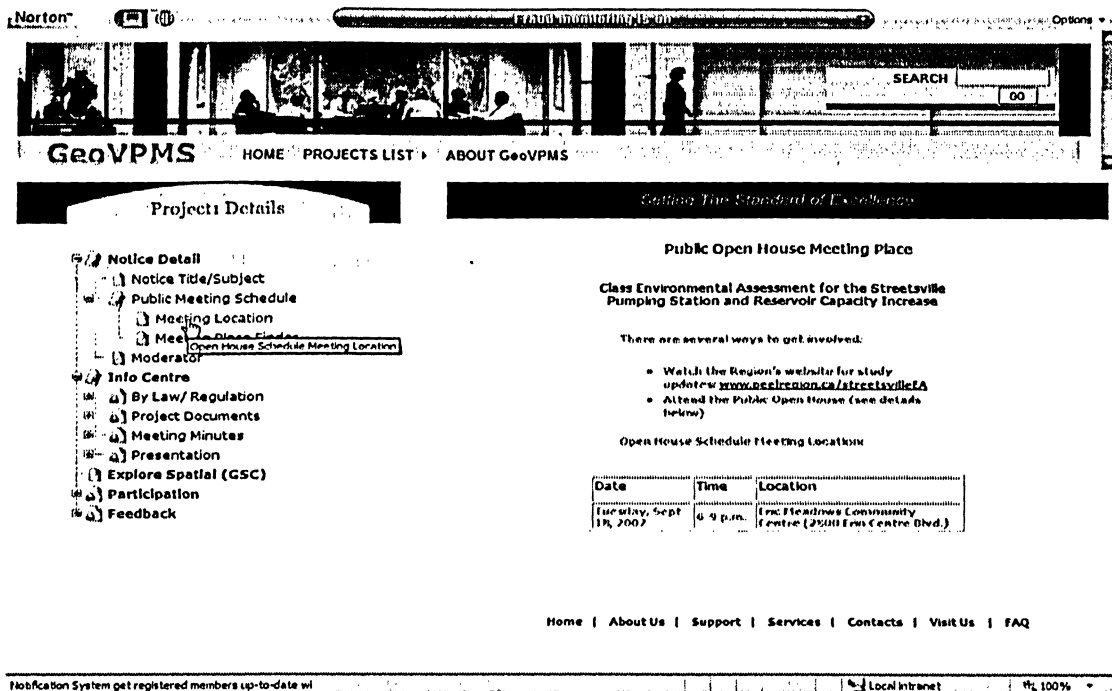 Norton™
Fraud monitoring is on
Options
SEARCH
GO
GeoVPMS HOME PROJECTS LIST ABOUT GeoVPMS
Project1 Details
Getting The Standard of Excellence
Notice Detail
Notice Title/Subject
Public Meeting Schedule
Meeting Location
Meeting Place Finder
Open House Schedule Meeting Location
Moderator
Info Centre
By Law/ Regulation
Project Documents
Meeting Minutes
Presentation
Explore Spatial (GSC)
Participation
Feedback
Public Open House Meeting Place
Class Environmental Assessment for the Streetsville
Pumping Station and Reservoir Capacity Increase
There are several ways to get involved:
• Watch the Region's website for study
updates: www.peelregion.ca/streetsvilleEA
• Attend the Public Open House (see details
below)
Open House Schedule Meeting Location:
Date Time Location
Tuesday, Sept 18, 2007 6-9 p.m. Community Centre (2800 Erin Centre Blvd.)
Home | About Us | Support | Services | Contacts | Visit Us | FAQ
Notification System get registered members up-to-date wi
Local intranet
100%